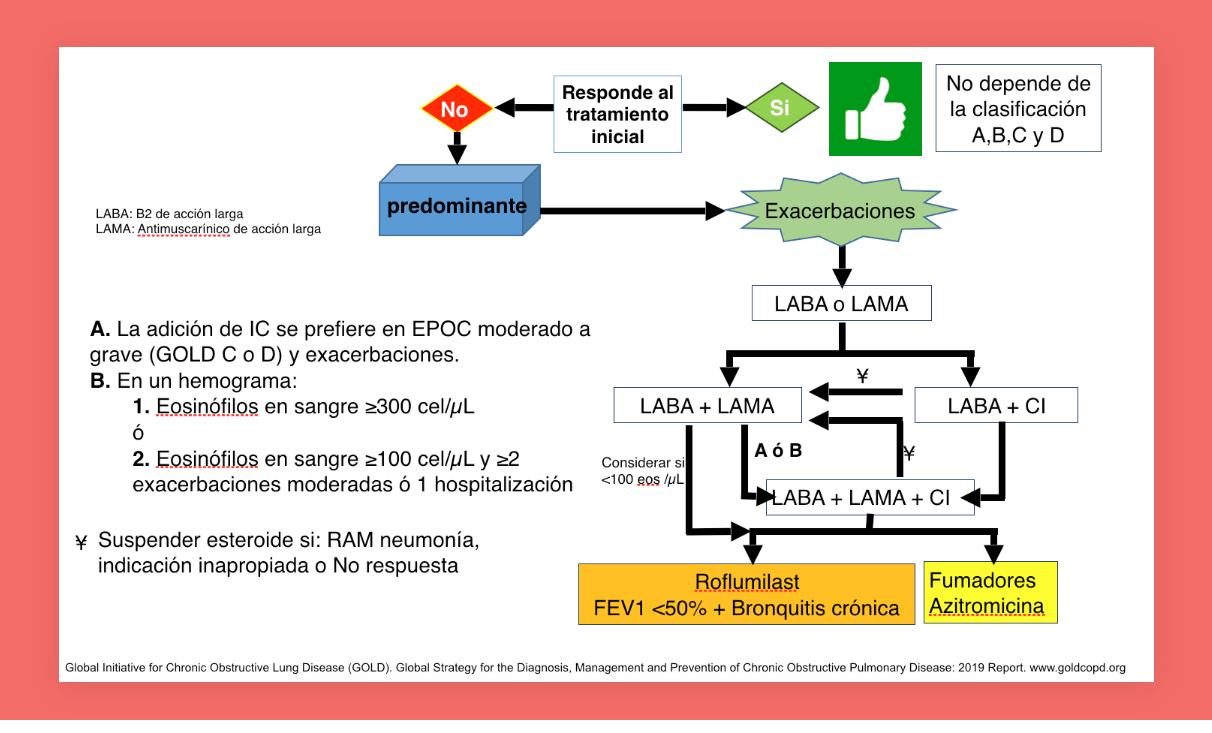 Responde al
tratamiento
inicial
No
Si
No depende de
la clasificación
A,B,C y D
predominante
Exacerbaciones
LABA: B2 de acción larga
LAMA: Antimuscarínico de acción larga
LABA o LAMA
A. La adición de IC se prefiere en EPOC moderado a
grave (GOLD C o D) y exacerbaciones.
B. En un hemograma:
1. Eosinófilos en sangre ≥300 cel/µL
ó
2. Eosinófilos en sangre ≥100 cel/µL y ≥2
exacerbaciones moderadas ó 1 hospitalización
¥ Suspender esteroide si: RAM neumonía,
indicación inapropiada o No respuesta
LABA + LAMA
¥
LABA + CI
Considerar si
<100 eos /µL
A ó B
¥
LABA + LAMA + CI
Roflumilast
FEV1 <50% + Bronquitis crónica
Fumadores
Azitromicina
Global Initiative for Chronic Obstructive Lung Disease (GOLD). Global Strategy for the Diagnosis, Management and Prevention of Chronic Obstructive Pulmonary Disease: 2019 Report. www.goldcopd.org